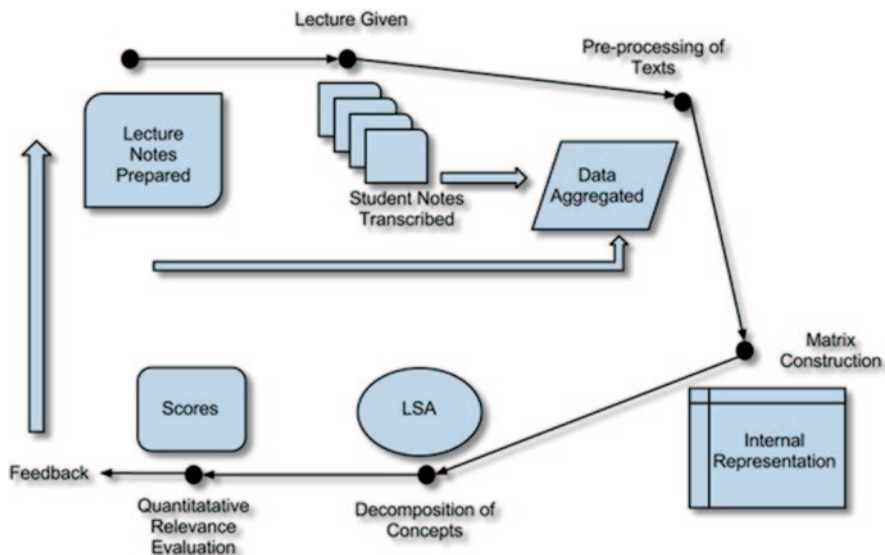 Lecture Given
Pre-processing of
Texts
Lecture
Notes
Prepared
Student Notes
Transcribed
Data
Aggregated
Matrix
Construction
Scores
LSA
Internal
Representation
Feedback
Quantitatative
Relevance
Evaluation
Decomposition of
Concepts